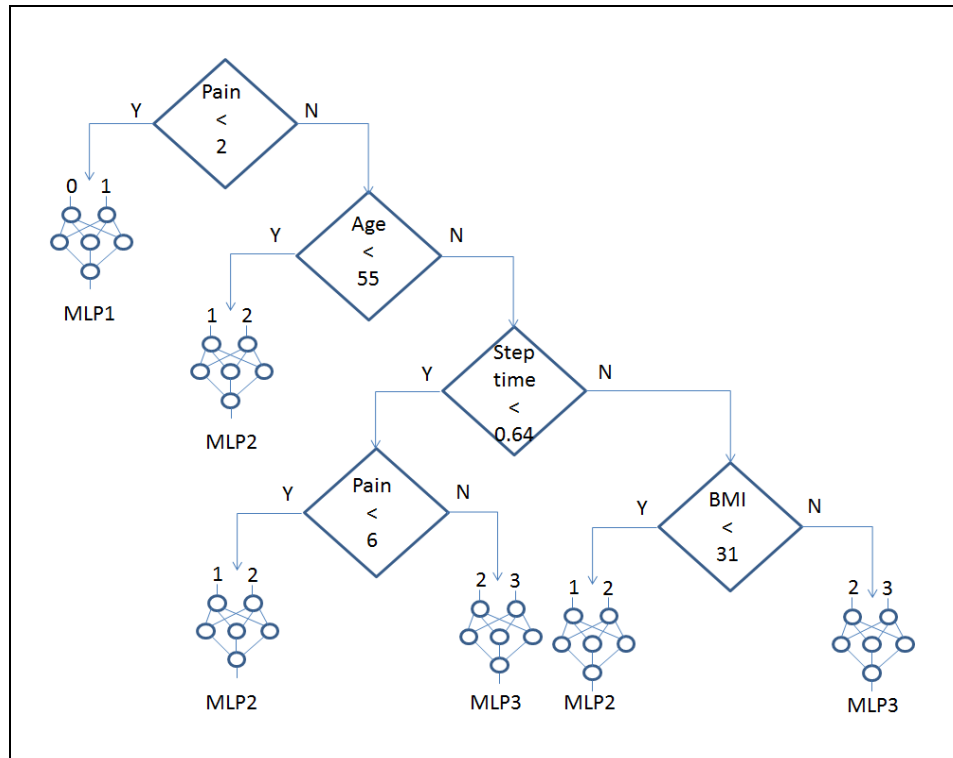 Pain
<
2
Y
N
0 1
MLP1
Age
<
55
Y
N
1 2
MLP2
Step
time
<
0.64
Y
N
Pain
<
6
Y
N
BMI
<
31
Y
N
1 2
MLP2
2 3
MLP3
1 2
MLP2
2 3
MLP3